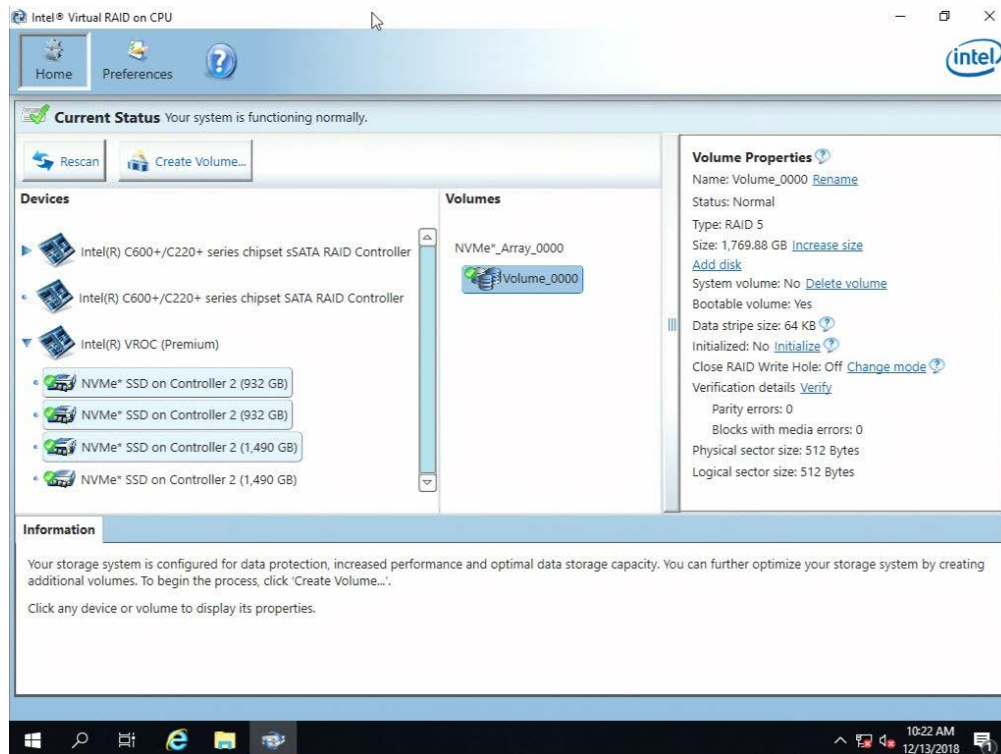 Intel® Virtual RAID on CPU
Home
Preferences
intel
Current Status Your system is functioning normally.
Rescan
Create Volume...
Devices
Intel(R) C600+/C220+ series chipset sSATA RAID Controller
Intel(R) C600+/C220+ series chipset SATA RAID Controller
Intel(R) VROC (Premium)
NVMe* SSD on Controller 2 (932 GB)
NVMe* SSD on Controller 2 (932 GB)
NVMe* SSD on Controller 2 (1,490 GB)
NVMe* SSD on Controller 2 (1,490 GB)
Volumes
NVMe*_Array_0000
Volume_0000
Volume Properties
Name: Volume_0000 Rename
Status: Normal
Type: RAID 5
Size: 1,769.88 GB Increase size
Add disk
System volume: No Delete volume
Bootable volume: Yes
Data stripe size: 64 KB
Initialized: No Initialize
Close RAID Write Hole: Off Change mode
Verification details Verify
Parity errors: 0
Blocks with media errors: 0
Physical sector size: 512 Bytes
Logical sector size: 512 Bytes
Information
Your storage system is configured for data protection, increased performance and optimal data storage capacity. You can further optimize your storage system by creating
additional volumes. To begin the process, click 'Create Volume...'.
Click any device or volume to display its properties.
10:22 AM
12/13/2018